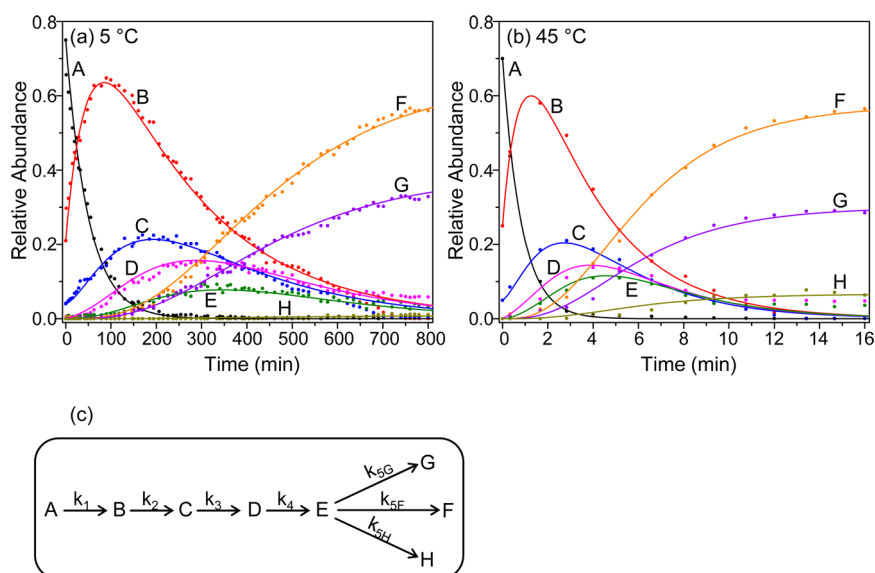 (a) 5 °C
(b) 45 °C
Relative Abundance
0.8
0.6
0.4
0.2
0.0
A
B
C
D
E
F
G
H
0 100 200 300 400 500 600 700 800
Time (min)
Relative Abundance
0.8
0.6
0.4
0.2
0.0
A
B
C
D
E
F
G
H
0 2 4 6 8 10 12 14 16
Time (min)
(c)
A k1 B k2 C k3 D k4 E
k5G G
k5F F
k5H H